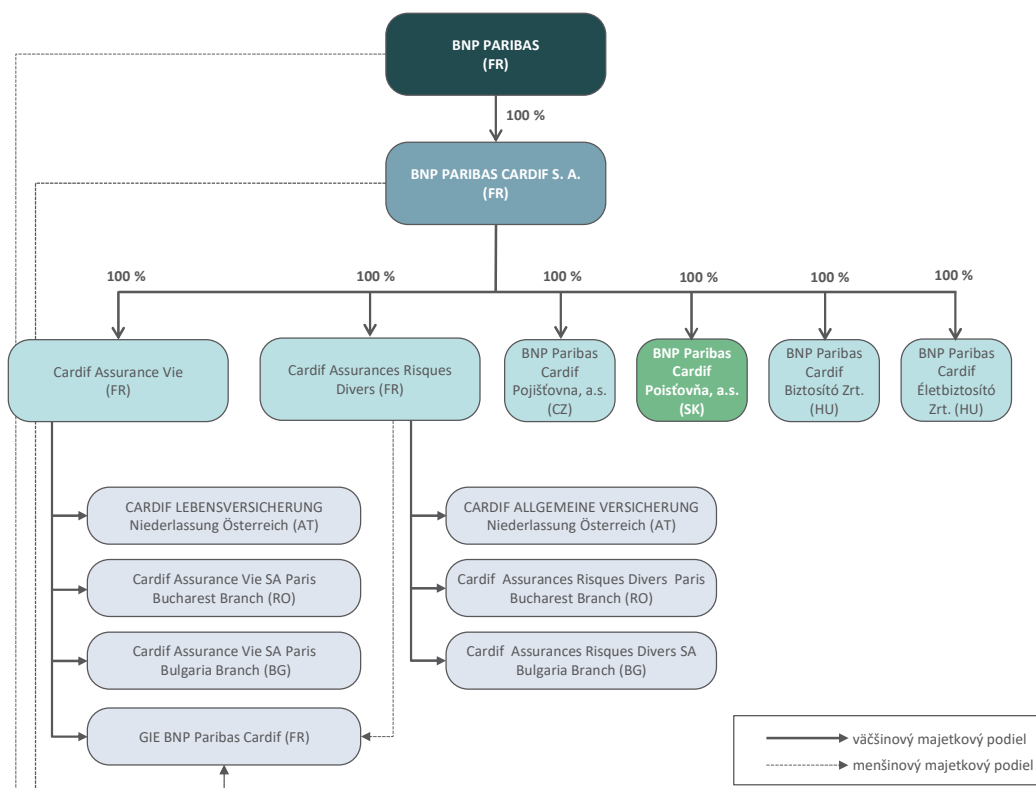 BNP PARIBAS
(FR)
100 %
BNP PARIBAS CARDIF S. A.
(FR)
100 %
100 %
100 %
100 %
100 %
100 %
Cardif Assurance Vie
(FR)
Cardif Assurances Risques
Divers (FR)
BNP Paribas
Cardif
Pojišťovna, a.s.
(CZ)
BNP Paribas
Cardif
Poisťovňa, a.s.
(SK)
BNP Paribas
Cardif
Biztosító Zrt.
(HU)
BNP Paribas
Cardif
Életbiztosító
Zrt. (HU)
CARDIF LEBENSVERSICHERUNG
Niederlassung Österreich (AT)
CARDIF ALLGEMEINE VERSICHERUNG
Niederlassung Österreich (AT)
Cardif Assurance Vie SA Paris
Bucharest Branch (RO)
Cardif Assurances Risques Divers Paris
Bucharest Branch (RO)
Cardif Assurance Vie SA Paris
Bulgaria Branch (BG)
Cardif Assurances Risques Divers SA
Bulgaria Branch (BG)
GIE BNP Paribas Cardif (FR)
väčšinový majetkový podiel
menšinový majetkový podiel